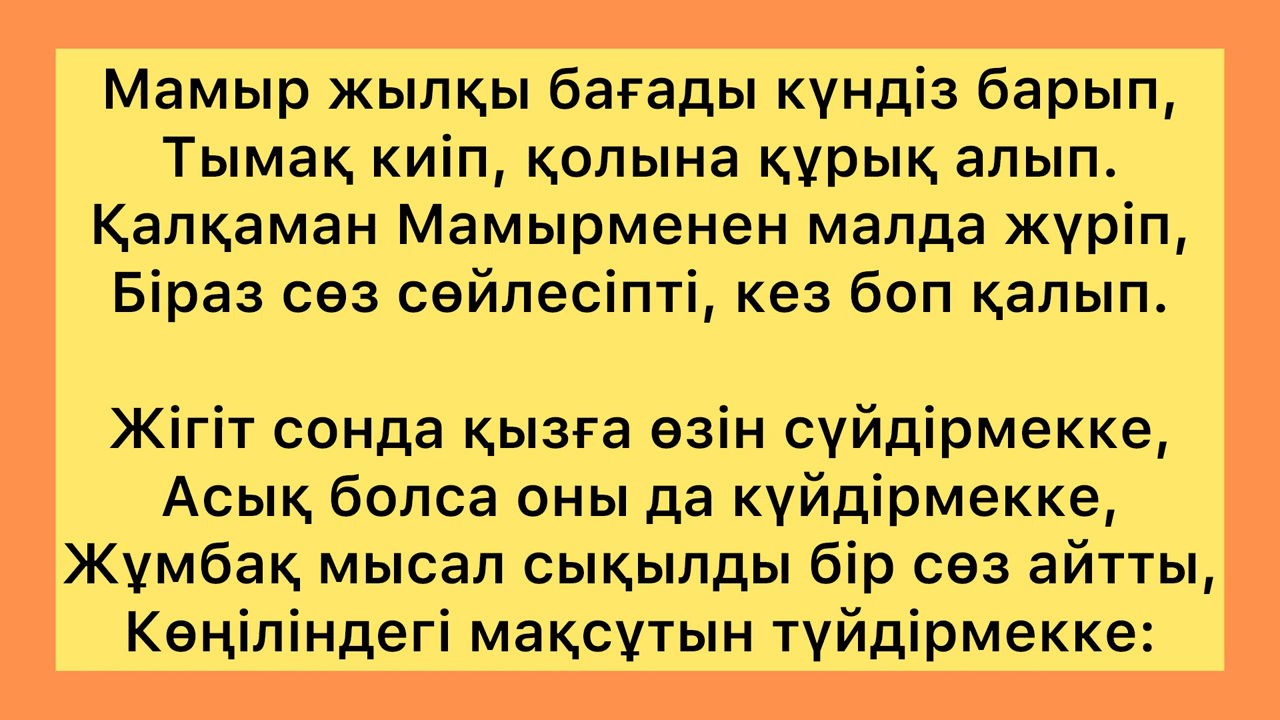 Мамыр жылқы бағады күндіз барып,
Тымақ киіп, қолына құрық алып.
Қалқаман Мамырменен малда жүріп,
Біраз сөз сөйлесіпті, кез боп қалып.
Жігіт сонда қызға өзін сүйдірмекке,
Асық болса оны да күйдірмекке,
Жұмбақ мысал сықылды бір сөз айтты,
Көңіліндегі мақсұтын түйдірмекке: